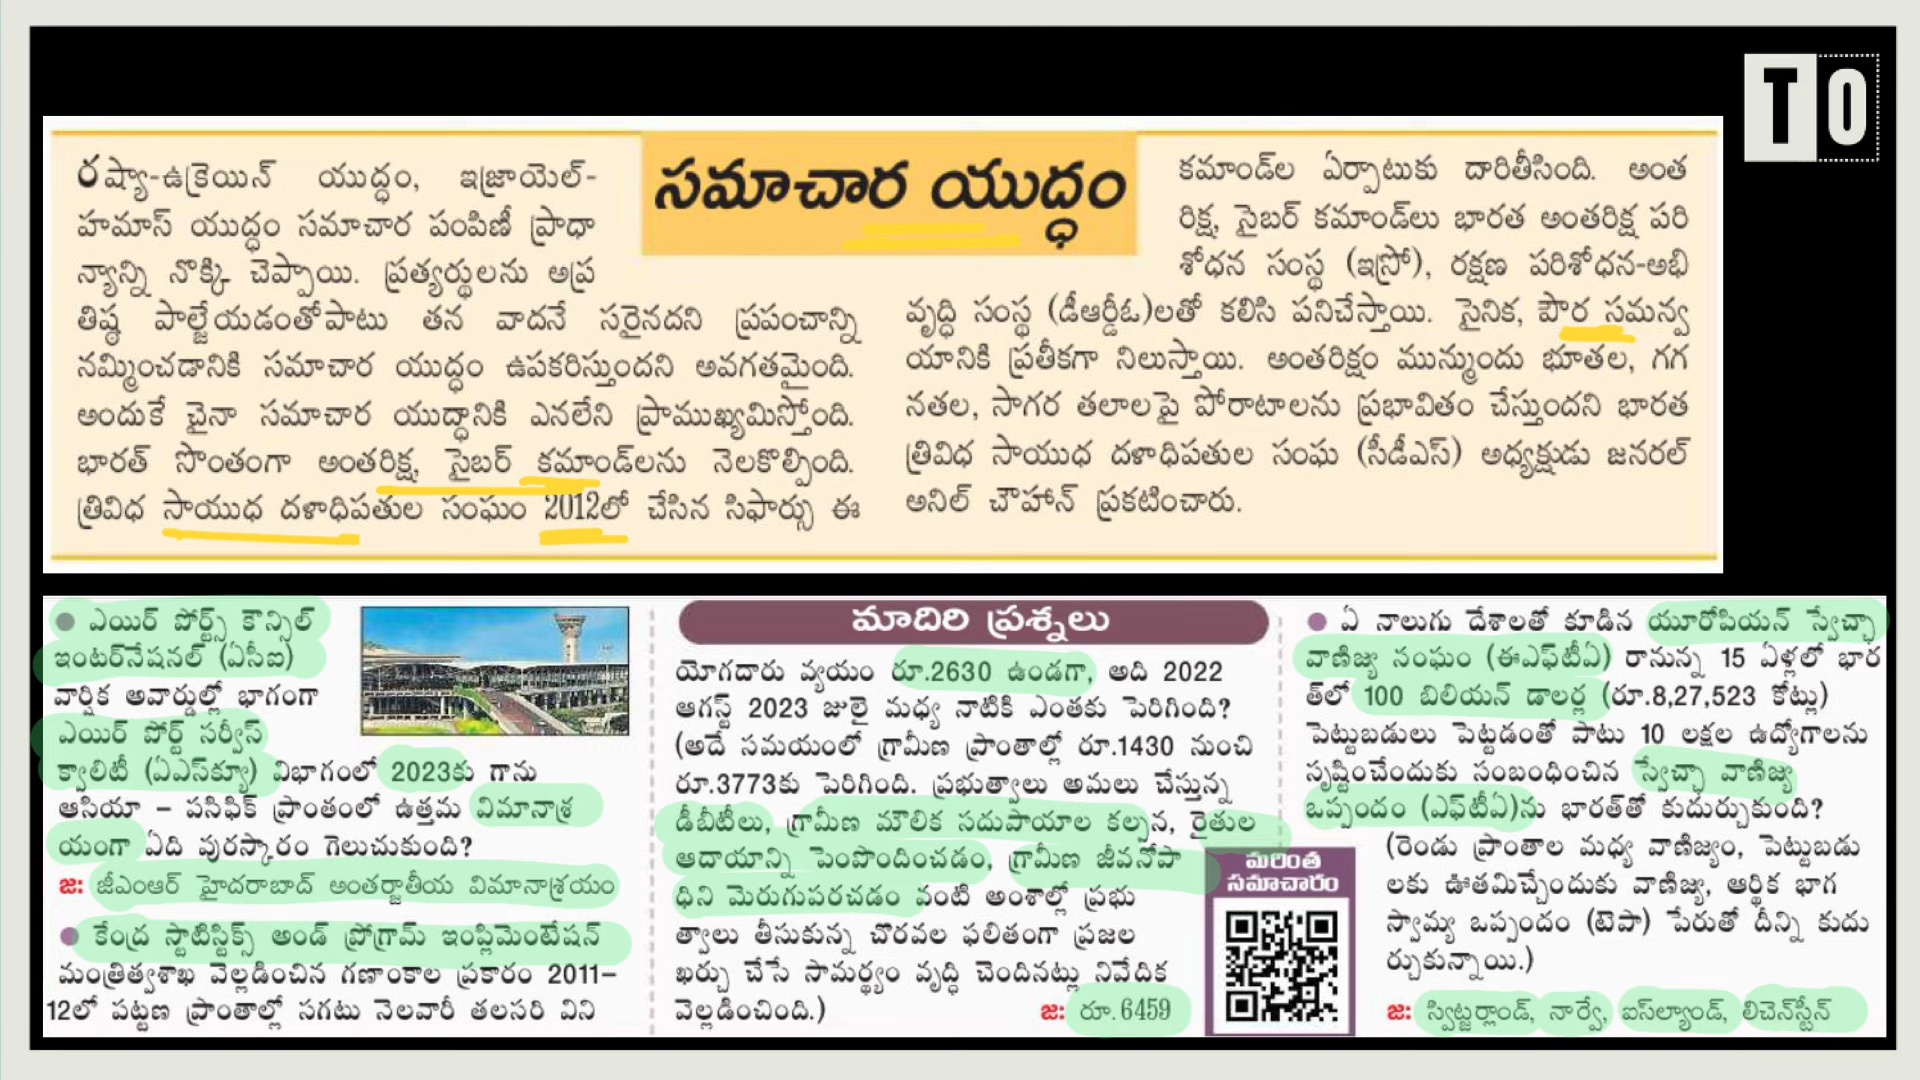 TO
సమాచార యుద్ధం
రష్యా-ఉక్రెయిన్ యుద్ధం, ఇజ్రాయెల్-
హమాస్ యుద్ధం సమాచార పంపిణీ ప్రాధా
న్యాన్ని నొక్కి చెప్పాయి. ప్రత్యర్థులను అప్ర
తిష్ఠ పాల్జేయడంతోపాటు తన వాదనే సరైనదని ప్రపంచాన్ని
నమ్మించడానికి సమాచార యుద్ధం ఉపకరిస్తుందని అవగతమైంది.
అందుకే చైనా సమాచార యుద్ధానికి ఎనలేని ప్రాముఖ్యమిస్తోంది.
భారత్ సొంతంగా అంతరిక్ష, సైబర్ కమాండ్‌లను నెలకొల్పింది.
త్రివిధ సాయుధ దళాధిపతుల సంఘం 2012లో చేసిన సిఫార్సు ఈ
కమాండ్‌ల ఏర్పాటుకు దారితీసింది. అంత
రిక్ష, సైబర్ కమాండ్‌లు భారత అంతరిక్ష పరి
శోధన సంస్థ (ఇస్రో), రక్షణ పరిశోధన-అభి
వృద్ధి సంస్థ (డీఆర్డీఓ)లతో కలిసి పనిచేస్తాయి. సైనిక, పౌర సమన్వ
యానికి ప్రతీకగా నిలుస్తాయి. అంతరిక్షం మున్ముందు భూతల, గగ
నతల, సాగర తలాలపై పోరాటాలను ప్రభావితం చేస్తుందని భారత
త్రివిధ సాయుధ దళాధిపతుల సంఘ (సీడీఎస్) అధ్యక్షుడు జనరల్
అనిల్ చౌహాన్ ప్రకటించారు.
● ఎయిర్ పోర్ట్స్ కౌన్సిల్
ఇంటర్‌నేషనల్ (ఏసీఐ)
వార్షిక అవార్డుల్లో భాగంగా
ఎయిర్ పోర్ట్ సర్వీస్
క్వాలిటీ (ఏఎస్‌క్యూ) విభాగంలో 2023కు గాను
ఆసియా – పసిఫిక్ ప్రాంతంలో ఉత్తమ విమానాశ్ర
యంగా ఏది పురస్కారం గెలుచుకుంది?
జ: జీఎంఆర్ హైదరాబాద్ అంతర్జాతీయ విమానాశ్రయం
● కేంద్ర స్టాటిస్టిక్స్ అండ్ ప్రోగ్రామ్ ఇంప్లిమెంటేషన్
మంత్రిత్వశాఖ వెల్లడించిన గణాంకాల ప్రకారం 2011–
12లో పట్టణ ప్రాంతాల్లో సగటు నెలవారీ తలసరి విని
మాదిరి ప్రశ్నలు
యోగదారు వ్యయం రూ.2630 ఉండగా, అది 2022
ఆగస్ట్ 2023 జులై మధ్య నాటికి ఎంతకు పెరిగింది?
(అదే సమయంలో గ్రామీణ ప్రాంతాల్లో రూ.1430 నుంచి
రూ.3773కు పెరిగింది. ప్రభుత్వాలు అమలు చేస్తున్న
డీబీటీలు, గ్రామీణ మౌలిక సదుపాయాల కల్పన, రైతుల
ఆదాయాన్ని పెంపొందించడం, గ్రామీణ జీవనోపా
ధిని మెరుగుపరచడం వంటి అంశాల్లో ప్రభు
త్వాలు తీసుకున్న చొరవల ఫలితంగా ప్రజల
ఖర్చు చేసే సామర్థ్యం వృద్ధి చెందినట్లు నివేదిక
వెల్లడించింది.) జ: రూ.6459
మరింత
సమాచారం
● ఏ నాలుగు దేశాలతో కూడిన యూరోపియన్ స్వేచ్ఛా
వాణిజ్య సంఘం (ఈఎఫ్‌టీఏ) రానున్న 15 ఏళ్లలో భార
త్‌లో 100 బిలియన్ డాలర్ల (రూ.8,27,523 కోట్లు)
పెట్టుబడులు పెట్టడంతో పాటు 10 లక్షల ఉద్యోగాలను
సృష్టించేందుకు సంబంధించిన స్వేచ్ఛా వాణిజ్య
ఒప్పందం (ఎఫ్‌టీఏ)ను భారత్‌తో కుదుర్చుకుంది?
(రెండు ప్రాంతాల మధ్య వాణిజ్యం, పెట్టుబడు
లకు ఊతమిచ్చేందుకు వాణిజ్య, ఆర్థిక భాగ
స్వామ్య ఒప్పందం (టెపా) పేరుతో దీన్ని కుదు
ర్చుకున్నాయి.)
జ: స్విట్జర్లాండ్, నార్వే, ఐస్‌ల్యాండ్, లిచెన్‌స్టీన్